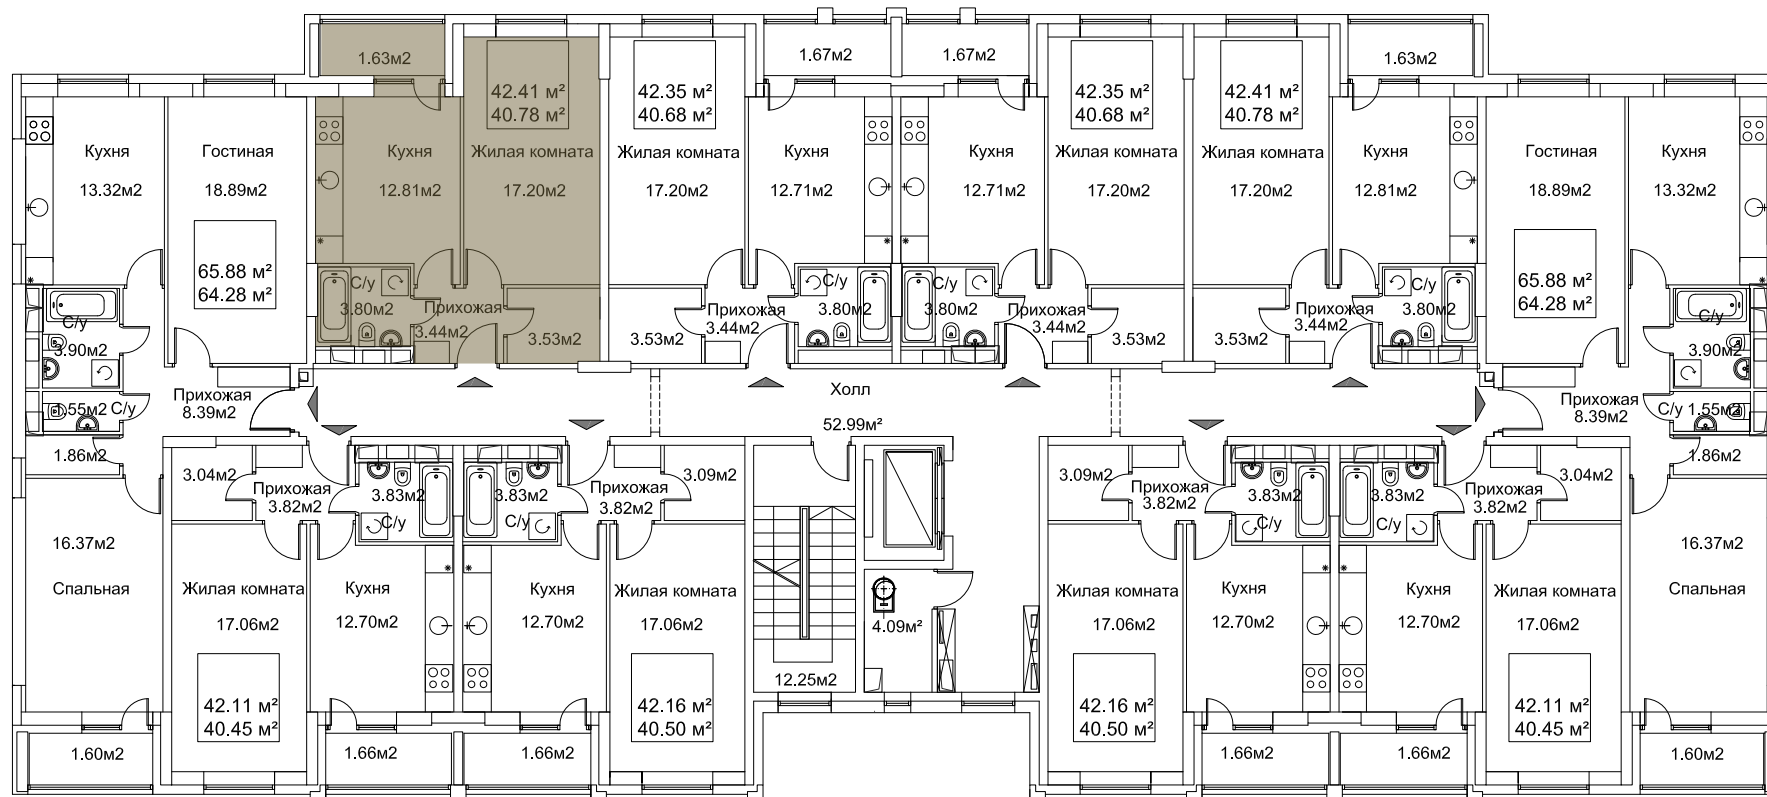 1.63м2
1.67м2
1.67м2
1.63м2
42.41 м²
40.78 м²
42.35 м²
40.68 м²
42.35 м²
40.68 м²
42.41 м²
40.78 м²
Кухня
13.32м2
Гостиная
18.89м2
Кухня
12.81м2
Жилая комната
17.20м2
Жилая комната
17.20м2
Кухня
12.71м2
Кухня
12.71м2
Жилая комната
17.20м2
Жилая комната
17.20м2
Кухня
12.81м2
Гостиная
18.89м2
Кухня
13.32м2
65.88 м²
64.28 м²
65.88 м²
64.28 м²
С/у
3.90м2
С/у
3.80м2
Прихожая
3.44м2
3.53м2
3.53м2
Прихожая
3.44м2
С/у
3.80м2
С/у
3.80м2
Прихожая
3.44м2
3.53м2
3.53м2
Прихожая
3.44м2
С/у
3.80м2
С/у
3.90м2
1.55м2 С/у
Прихожая
8.39м2
Холл
52.99м²
Прихожая
8.39м2
С/у 1.55м2
1.86м2
3.04м2
Прихожая
3.82м2
3.83м2
С/у
3.83м2
С/у
Прихожая
3.82м2
3.09м2
3.09м2
Прихожая
3.82м2
3.83м2
С/у
3.83м2
С/у
Прихожая
3.82м2
3.04м2
1.86м2
16.37м2
Спальная
Жилая комната
17.06м2
Кухня
12.70м2
Кухня
12.70м2
Жилая комната
17.06м2
4.09м²
12.25м2
Жилая комната
17.06м2
Кухня
12.70м2
Кухня
12.70м2
Жилая комната
17.06м2
16.37м2
Спальная
42.11 м²
40.45 м²
42.16 м²
40.50 м²
42.16 м²
40.50 м²
42.11 м²
40.45 м²
1.60м2
1.66м2
1.66м2
1.66м2
1.66м2
1.60м2